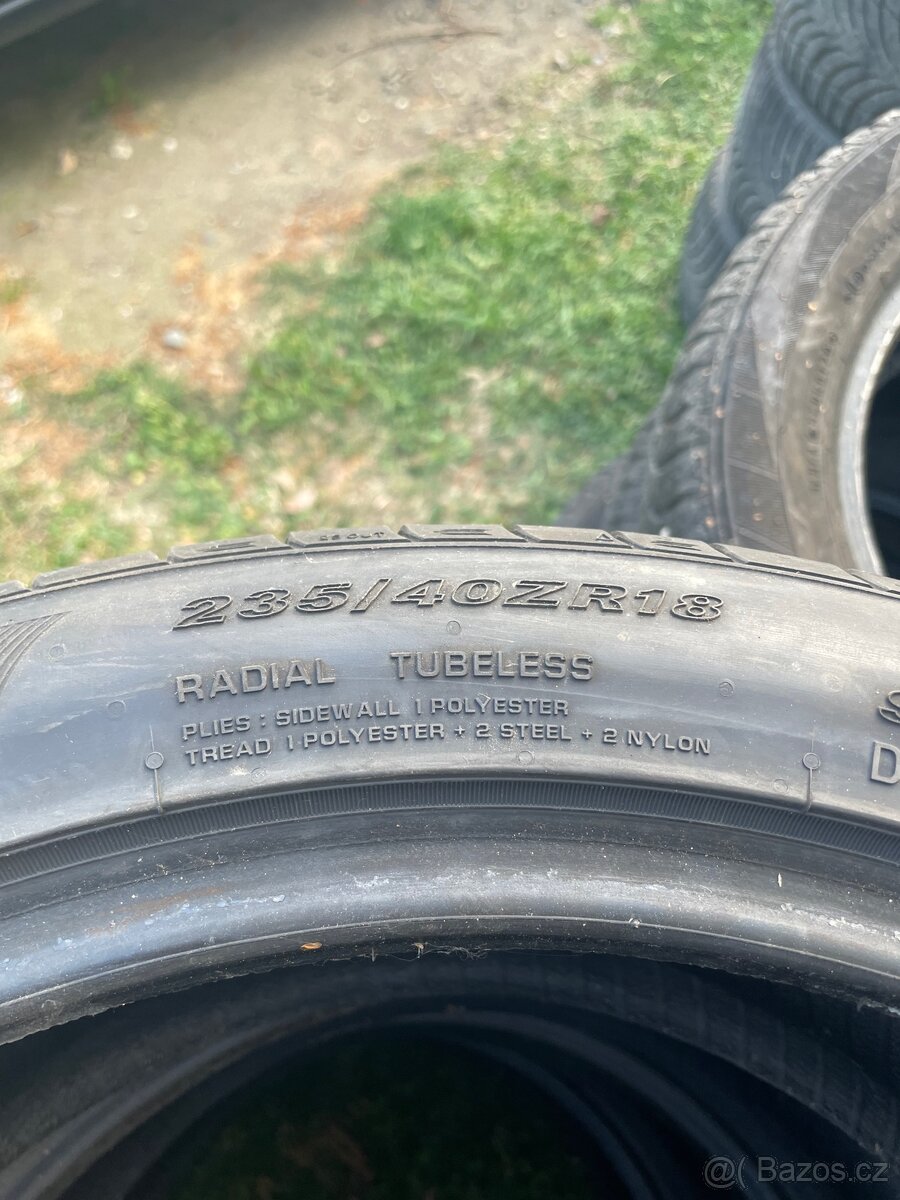 235/40ZR18
RADIAL TUBELESS
PLIES : SIDEWALL 1 POLYESTER
TREAD 1 POLYESTER + 2 STEEL + 2 NYLON
S
D
@( Bazos.cz